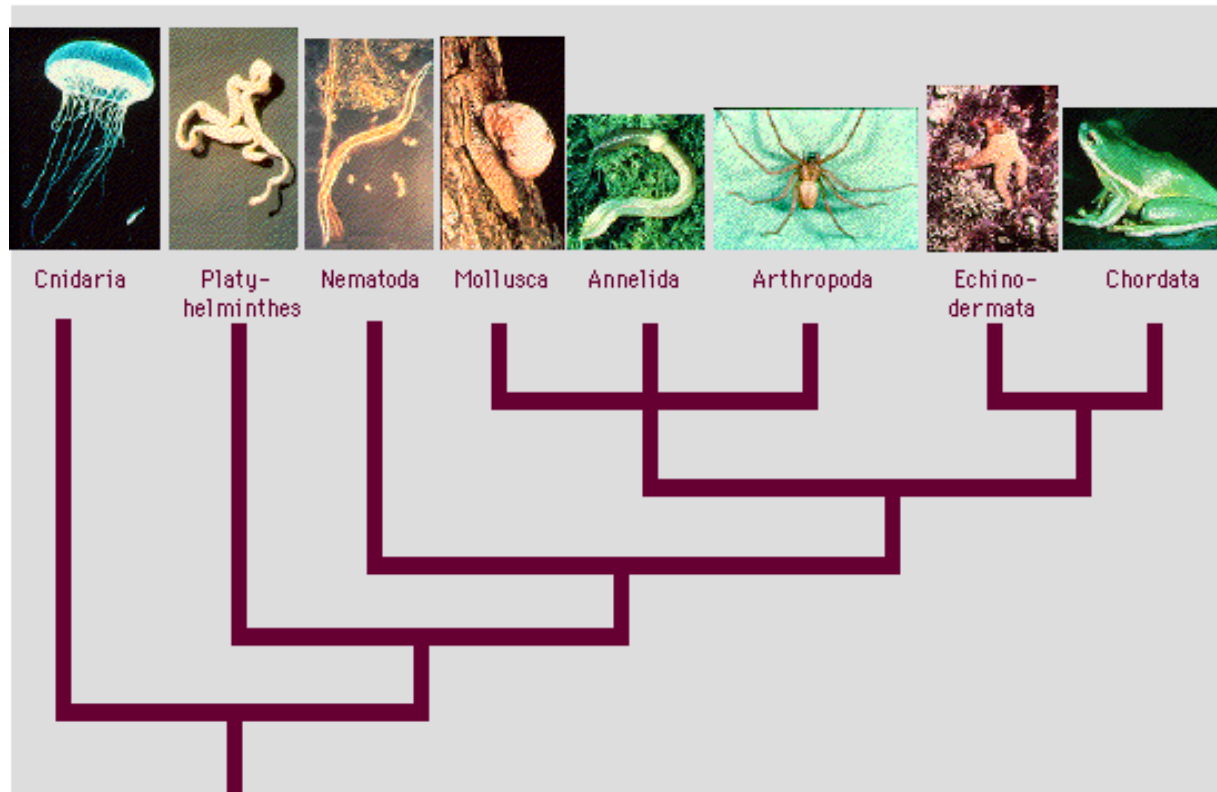 Cnidaria
Platy-
helminthes
Nematoda
Mollusca
Annelida
Arthropoda
Echino-
dermata
Chordata